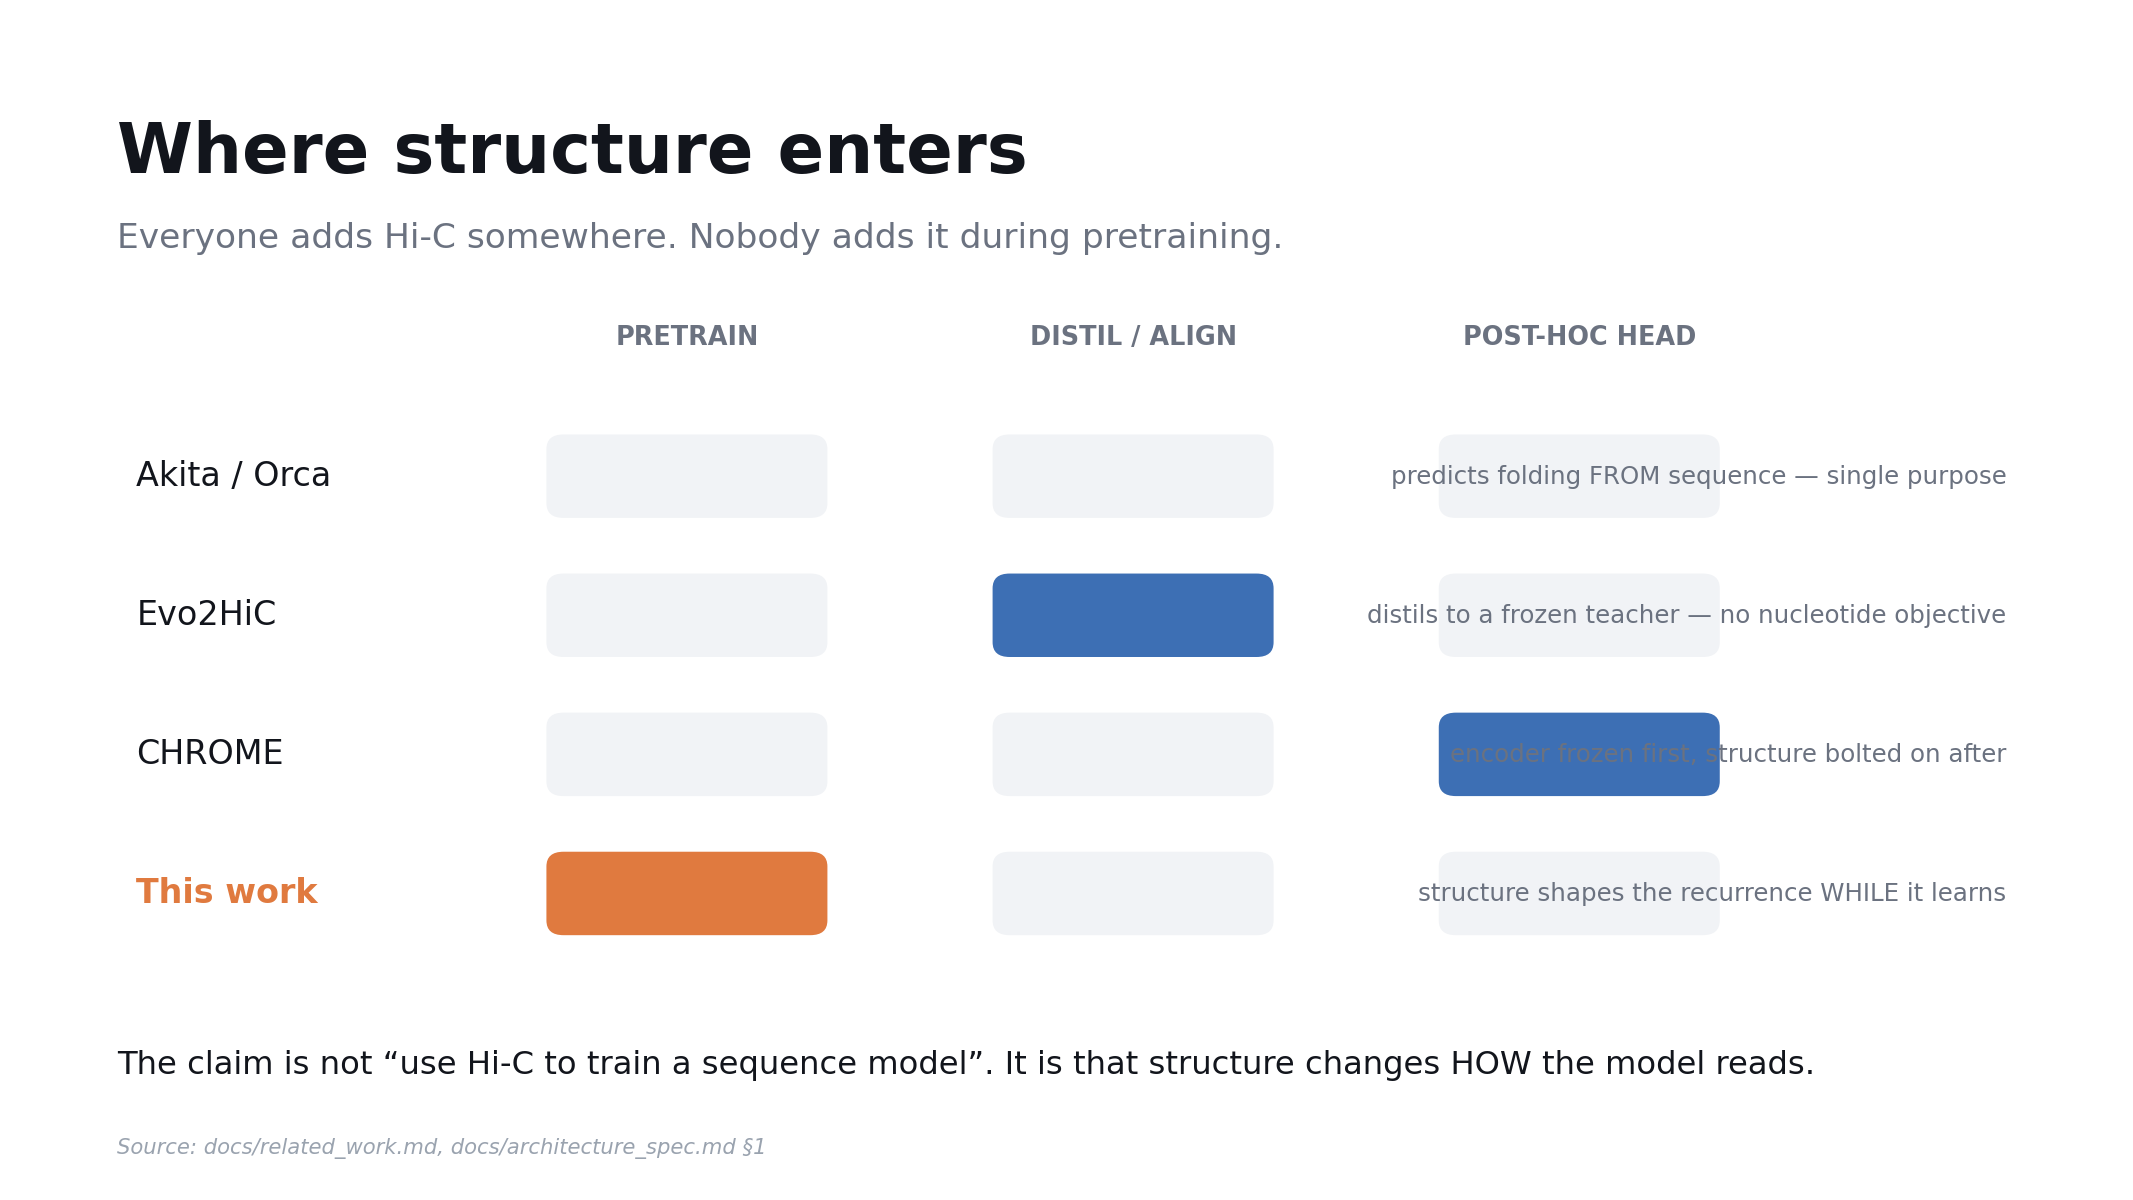 Where structure enters
Everyone adds Hi-C somewhere. Nobody adds it during pretraining.
PRETRAIN DISTIL / ALIGN POST-HOC HEAD
Akita / Orca predicts folding FROM sequence — single purpose
Evo2HiC distils to a frozen teacher — no nucleotide objective
CHROME encoder frozen first, structure bolted on after
This work structure shapes the recurrence WHILE it learns
The claim is not “use Hi-C to train a sequence model”. It is that structure changes HOW the model reads.
Source: docs/related_work.md, docs/architecture_spec.md §1